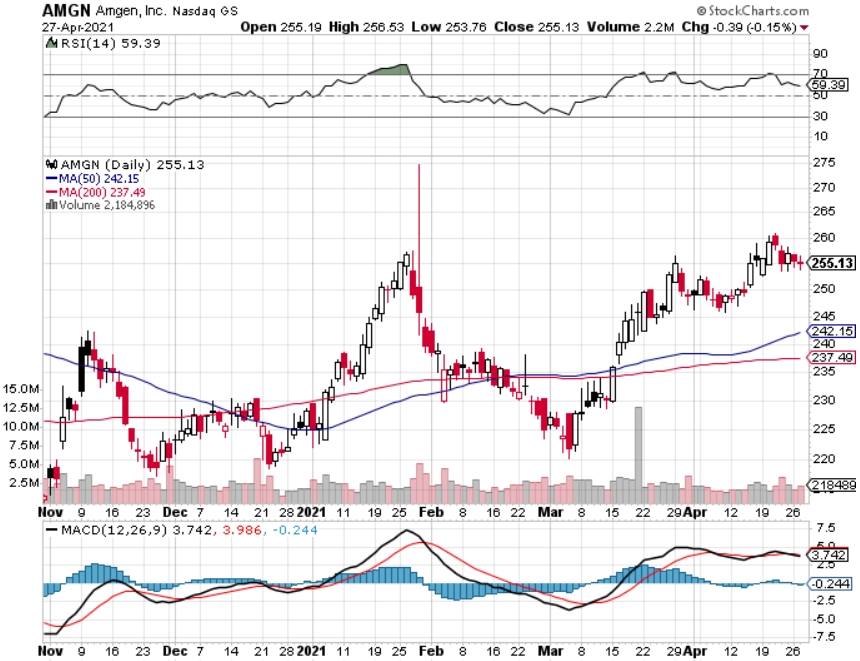 AMGN Amgen, Inc. Nasdaq GS © StockCharts.com
27-Apr-2021 Open 255.19 High 256.53 Low 253.76 Close 255.13 Volume 2.2M Chg -0.39 (-0.15%)
RSI(14) 59.39
90
70
59.39
50
30
10
AMGN (Daily) 255.13
MA(50) 242.15
MA(200) 237.49
Volume 2,184,896
275
270
265
260
255.13
250
245
242.15
240
237.49
235
230
225
220
218489
15.0M
12.5M
10.0M
7.5M
5.0M
2.5M
Nov 9 16 23 Dec 7 14 21 28 2021 11 19 25 Feb 8 16 22 Mar 8 15 22 29 Apr 12 19 26
MACD(12,26,9) 3.742, 3.986, -0.244
7.5
5.0
3.742
2.5
-0.244
-2.5
-5.0
-7.5
Nov 9 16 23 Dec 7 14 21 28 2021 11 19 25 Feb 8 16 22 Mar 8 15 22 29 Apr 12 19 26